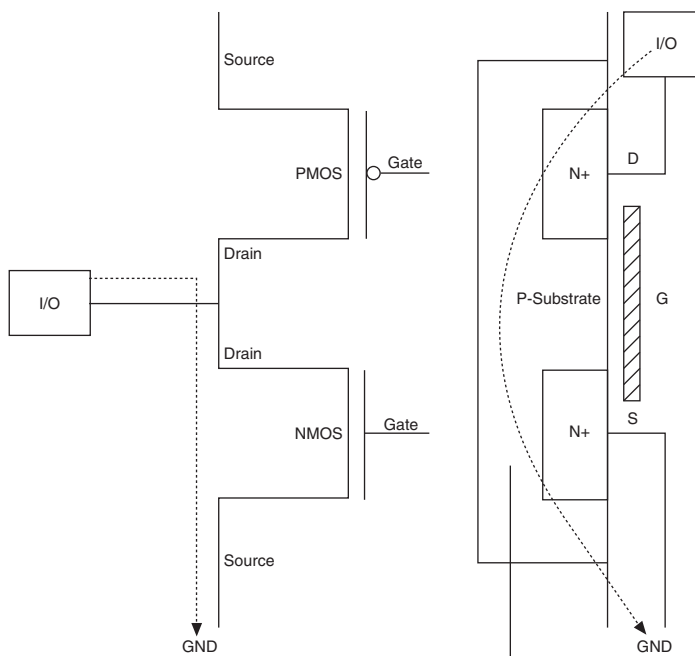 Source
PMOS
Gate
Drain
I/O
Drain
NMOS
Gate
Source
GND
I/O
N+
D
P-Substrate
G
N+
S
GND